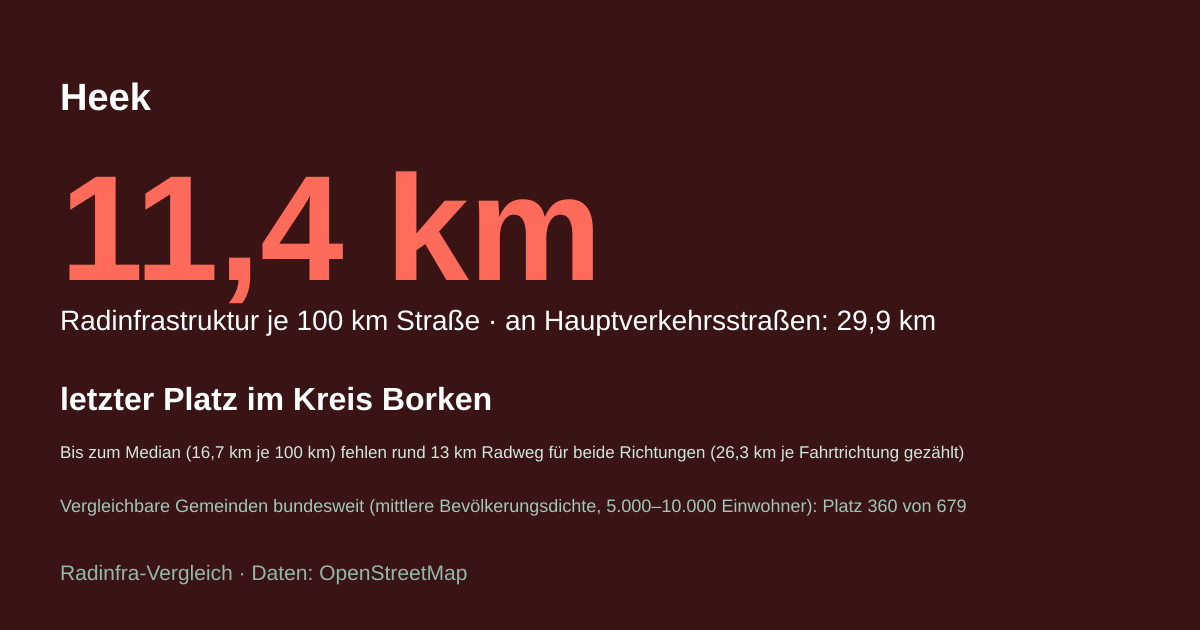 Heek
11,4 km
Radinfrastruktur je 100 km Straße · an Hauptverkehrsstraßen: 29,9 km
letzter Platz im Kreis Borken
Bis zum Median (16,7 km je 100 km) fehlen rund 13 km Radweg für beide Richtungen (26,3 km je Fahrtrichtung gezählt)
Vergleichbare Gemeinden bundesweit (mittlere Bevölkerungsdichte, 5.000–10.000 Einwohner): Platz 360 von 679
Radinfra-Vergleich · Daten: OpenStreetMap